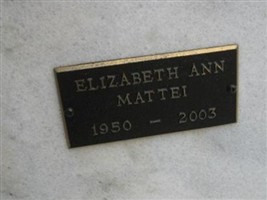 ELIZABETH ANN
MATTEI
1950 – 2003